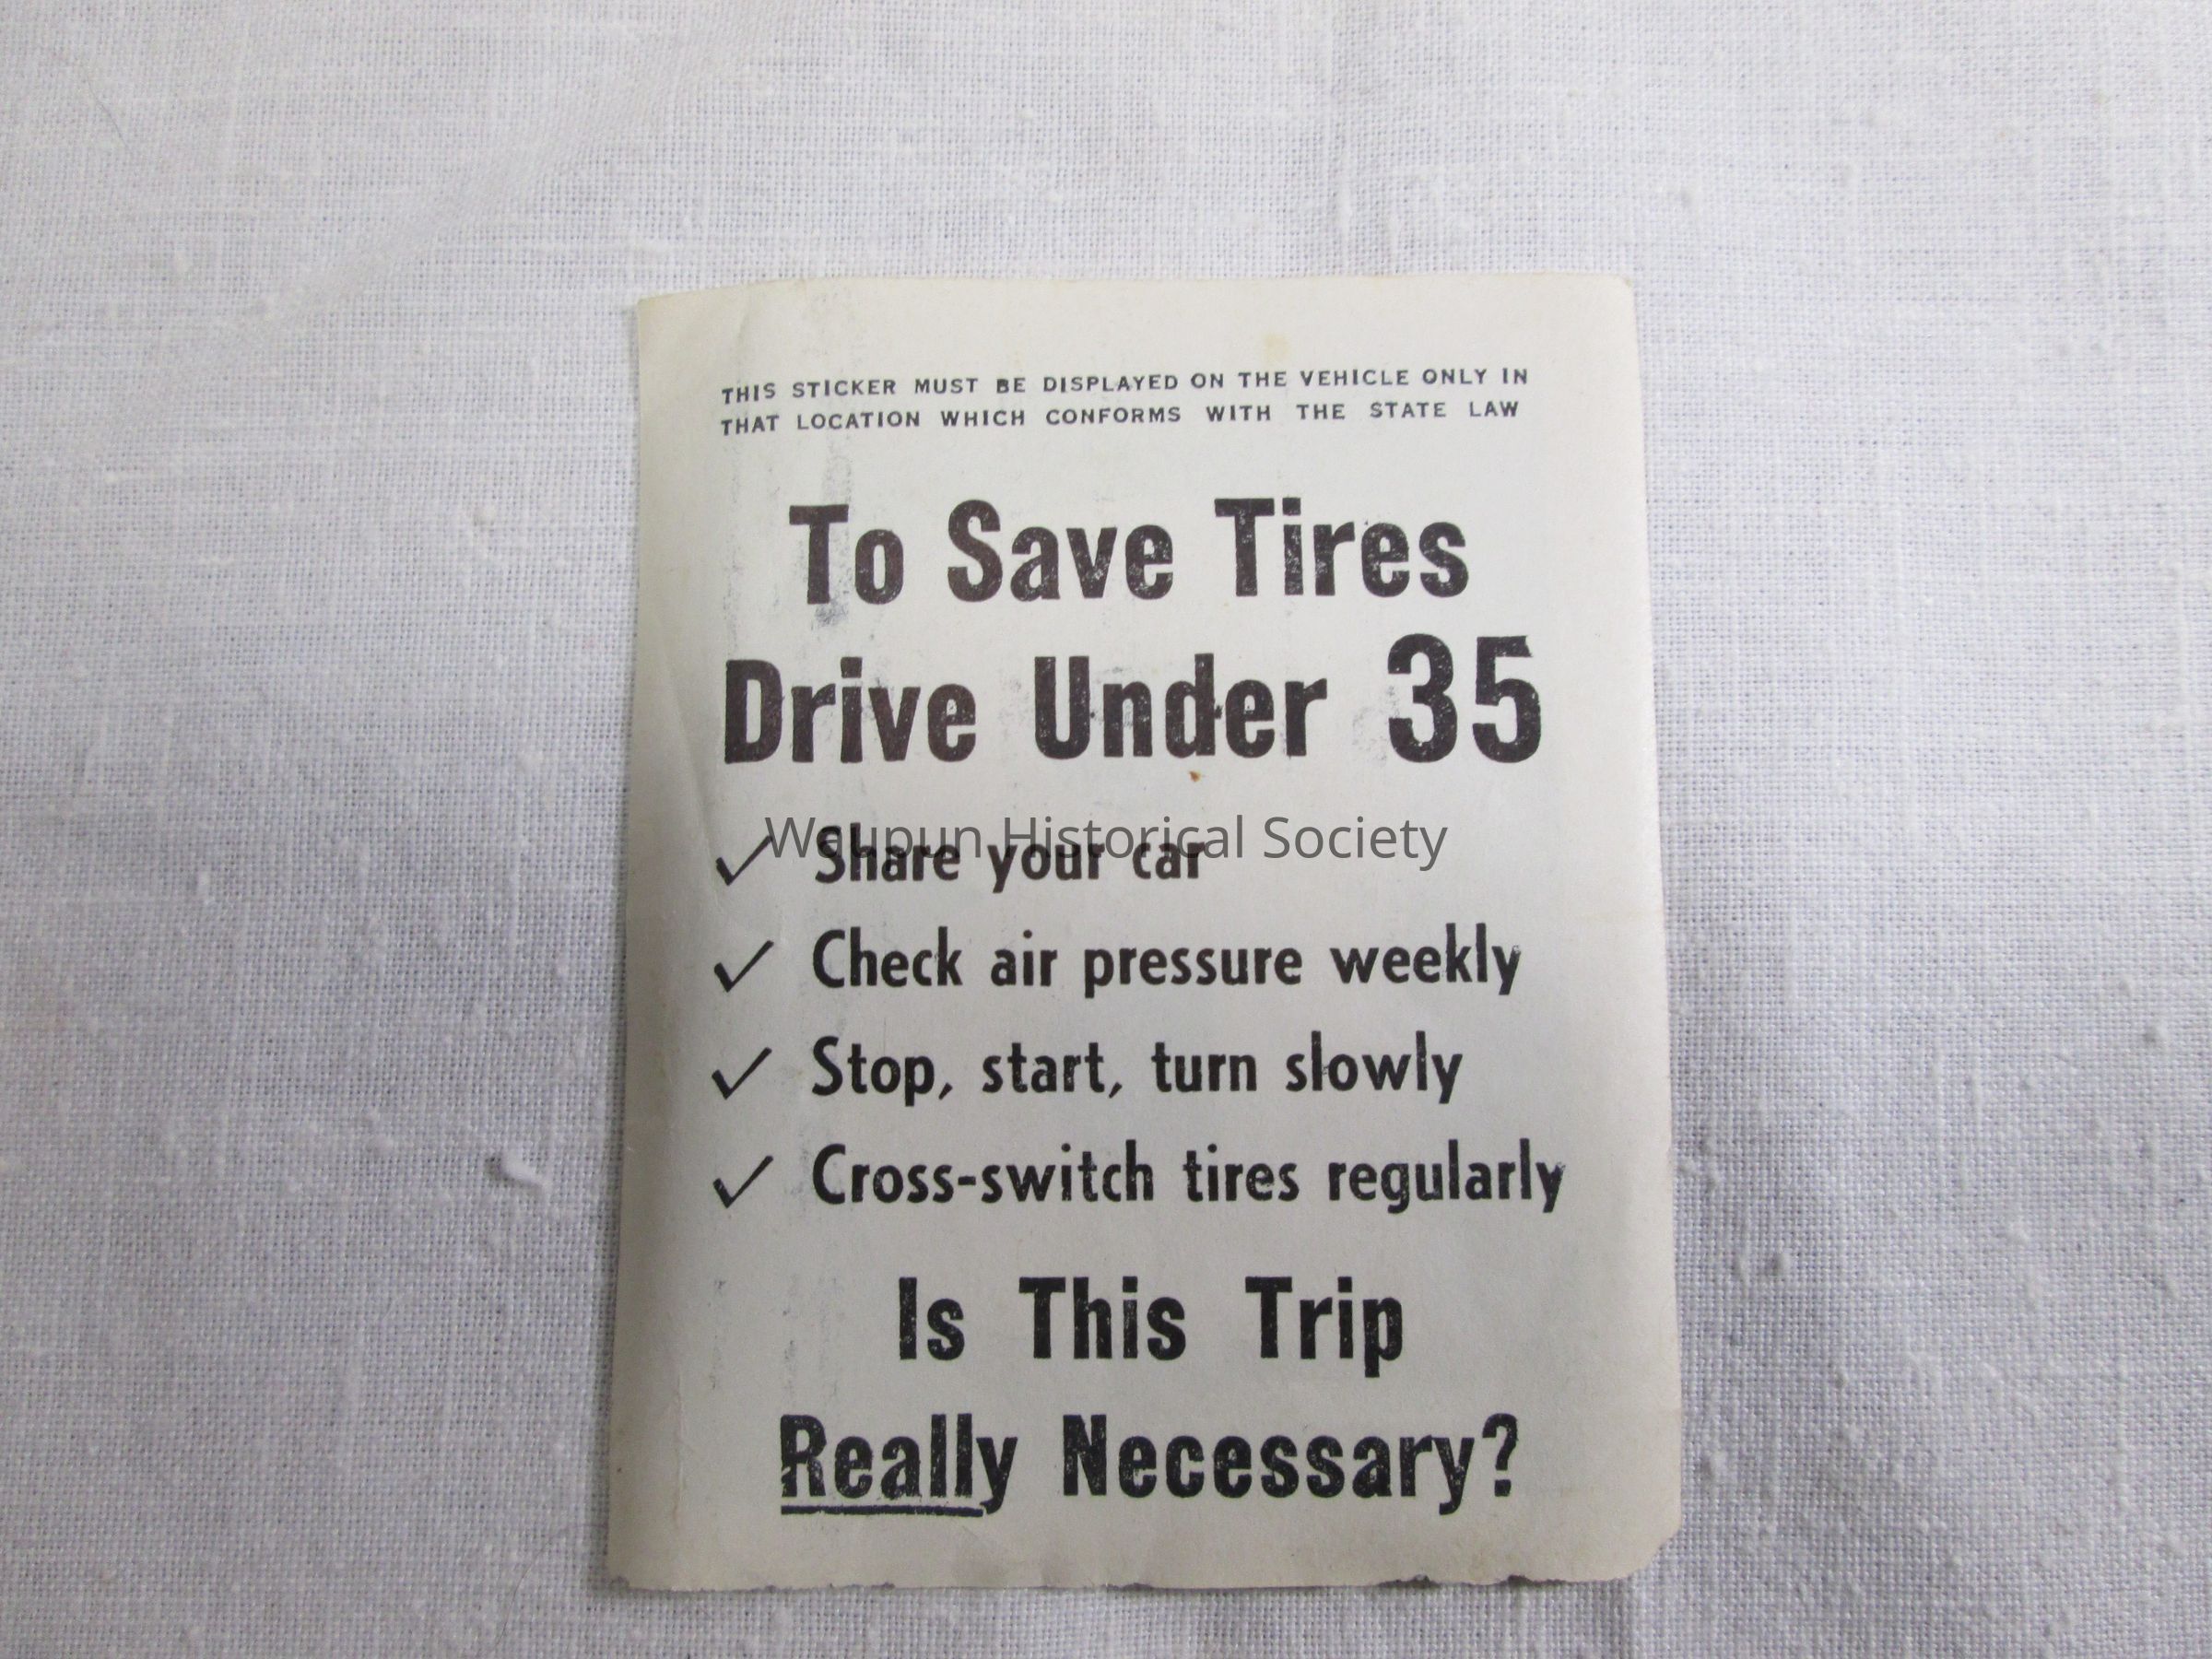 THIS STICKER MUST BE DISPLAYED ON THE VEHICLE ONLY IN
THAT LOCATION WHICH CONFORMS WITH THE STATE LAW
To Save Tires
Drive Under 35
Waupun Historical Society
✓ Share your car
✓ Check air pressure weekly
✓ Stop, start, turn slowly
✓ Cross-switch tires regularly
Is This Trip
Really Necessary?